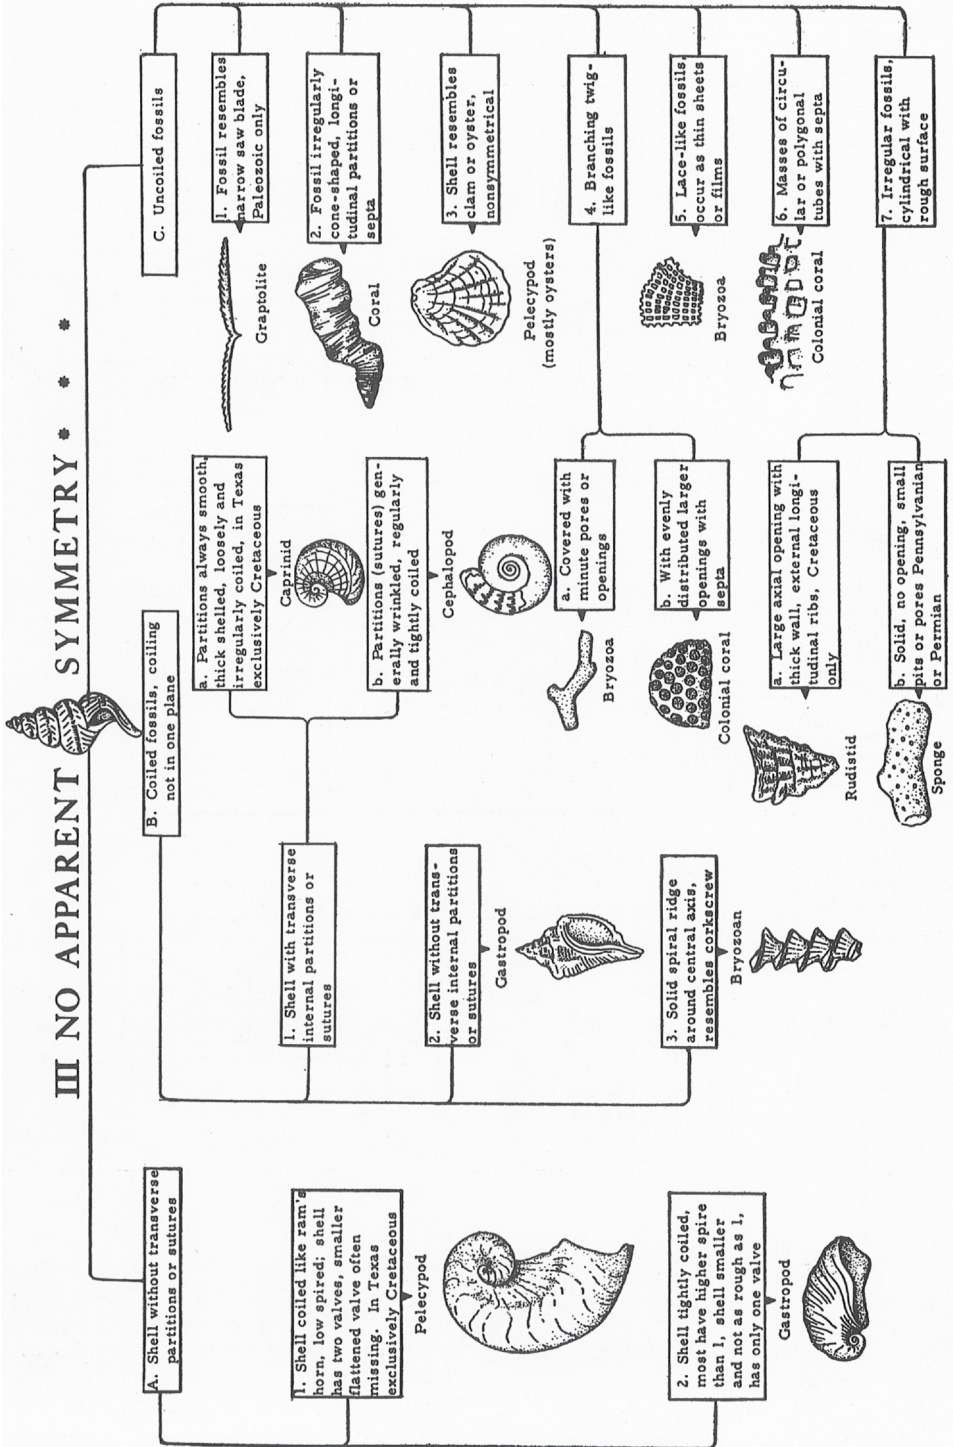 III NO APPARENT SYMMETRY * * *
A. Shell without transverse
partitions or sutures
1. Shell coiled like ram's
horn, low spired; shell
has two valves, smaller
flattened valve often
missing. In Texas
exclusively Cretaceous
Pelecypod
2. Shell tightly coiled,
most have higher spire
than 1, shell smaller
and not as rough as 1,
has only one valve
Gastropod
B. Coiled fossils, coiling
not in one plane
1. Shell with transverse
internal partitions or
sutures
a. Partitions always smooth,
thick shelled, loosely and
irregularly coiled, in Texas
exclusively Cretaceous
Caprinid
b. Partitions (sutures) gen-
erally wrinkled, regularly
and tightly coiled
Cephalopod
2. Shell without trans-
verse internal partitions
or sutures
Gastropod
3. Solid spiral ridge
around central axis,
resembles corkscrew
Bryozoan
C. Uncoiled fossils
1. Fossil resembles
narrow saw blade,
Paleozoic only
Graptolite
2. Fossil irregularly
cone-shaped, longi-
tudinal partitions or
septa
Coral
3. Shell resembles
clam or oyster,
nonsymmetrical
Pelecypod
(mostly oysters)
4. Branching twig-
like fossils
a. Covered with
minute pores or
openings
Bryozoa
b. With evenly
distributed larger
openings with
septa
Colonial coral
5. Lace-like fossils,
occur as thin sheets
or films
Bryozoa
6. Masses of circu-
lar or polygonal
tubes with septa
Colonial coral
7. Irregular fossils,
cylindrical with
rough surface
a. Large axial opening with
thick wall, external longi-
tudinal ribs, Cretaceous
only
Rudistid
b. Solid, no opening, small
pits or pores Pennsylvanian
or Permian
Sponge